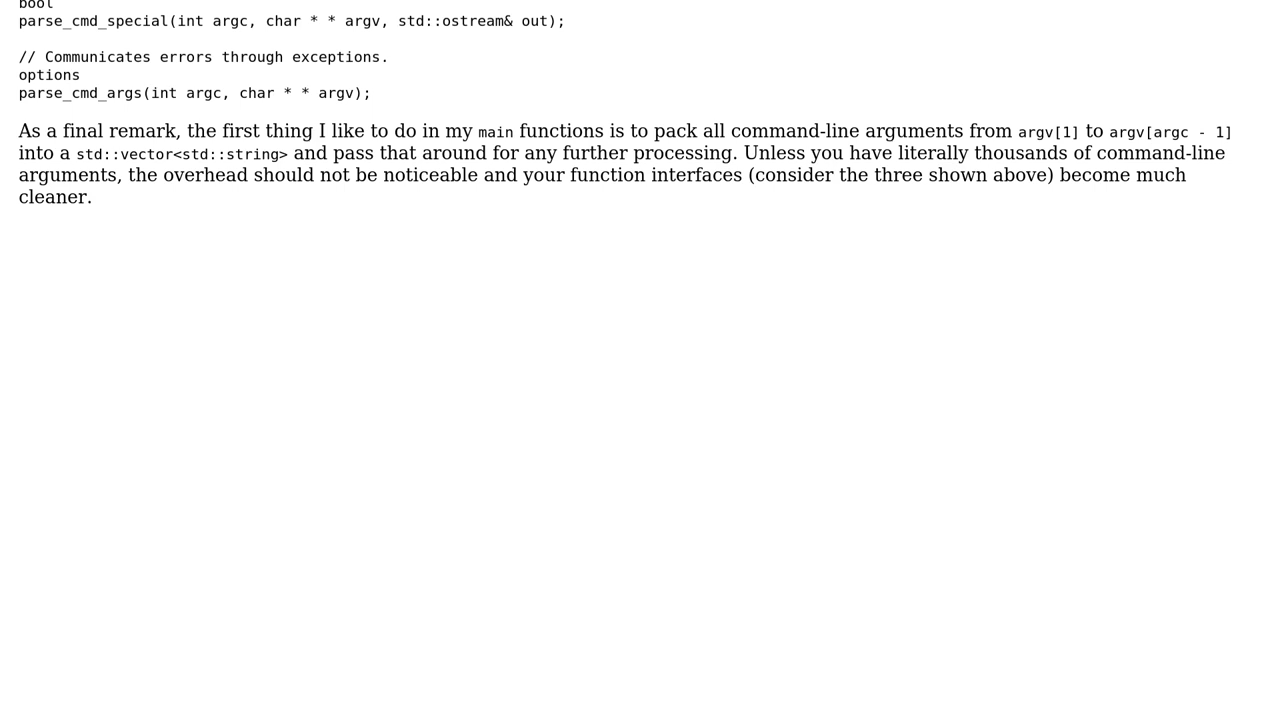 bool
parse_cmd_special(int argc, char * * argv, std::ostream& out);
// Communicates errors through exceptions.
options
parse_cmd_args(int argc, char * * argv);
As a final remark, the first thing I like to do in my main functions is to pack all command-line arguments from argv[1] to argv[argc - 1]
into a std::vector<std::string> and pass that around for any further processing. Unless you have literally thousands of command-line
arguments, the overhead should not be noticeable and your function interfaces (consider the three shown above) become much
cleaner.